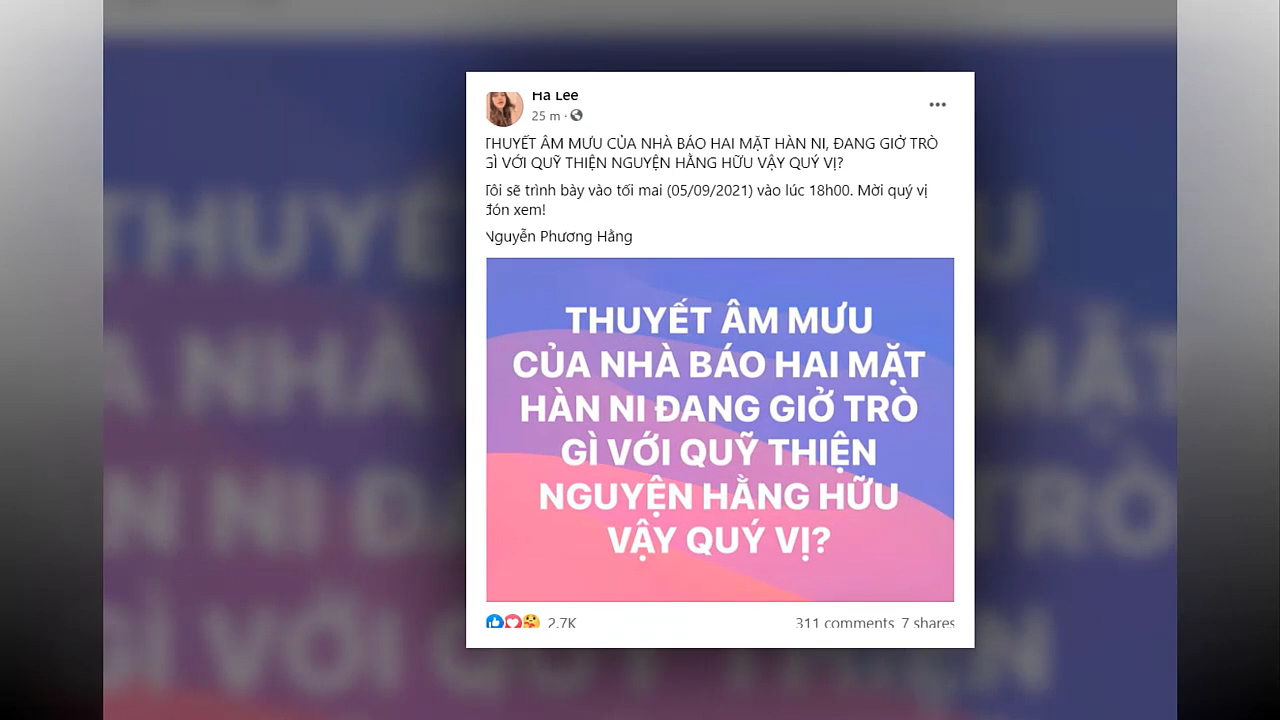 Ha Lee
25 m
THUYẾT ÂM MƯU CỦA NHÀ BÁO HAI MẶT HÀN NI, ĐANG GIỞ TRÒ
GÌ VỚI QUỸ THIỆN NGUYỆN HẰNG HỮU VẬY QUÝ VỊ?
Tôi sẽ trình bày vào tối mai (05/09/2021) vào lúc 18h00. Mời quý vị
đón xem!
Nguyễn Phương Hằng
THUYẾT ÂM MƯU
CỦA NHÀ BÁO HAI MẶT
HÀN NI ĐANG GIỞ TRÒ
GÌ VỚI QUỸ THIỆN
NGUYỆN HẰNG HỮU
VẬY QUÝ VỊ?
2.7K
311 comments 7 shares